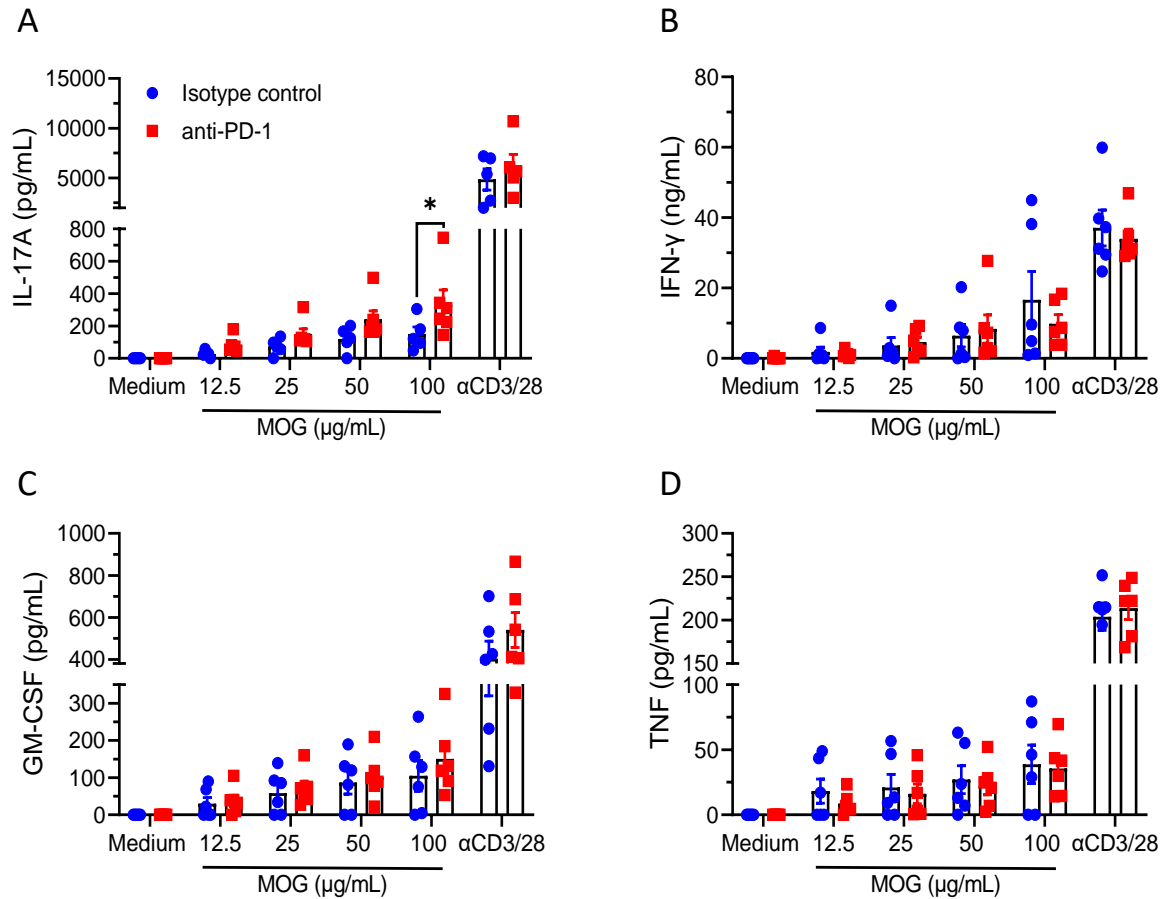 A
IL-17A (pg/mL)
15000
10000
5000
800
600
400
200
0
Isotype control
anti-PD-1
*
Medium 12.5 25 50 100 αCD3/28
MOG (µg/mL)
B
IFN-γ (ng/mL)
80
60
40
20
0
Medium 12.5 25 50 100 αCD3/28
MOG (µg/mL)
C
GM-CSF (pg/mL)
1000
800
600
400
300
200
100
0
Medium 12.5 25 50 100 αCD3/28
MOG (µg/mL)
D
TNF (pg/mL)
300
250
200
150
100
50
0
Medium 12.5 25 50 100 αCD3/28
MOG (µg/mL)